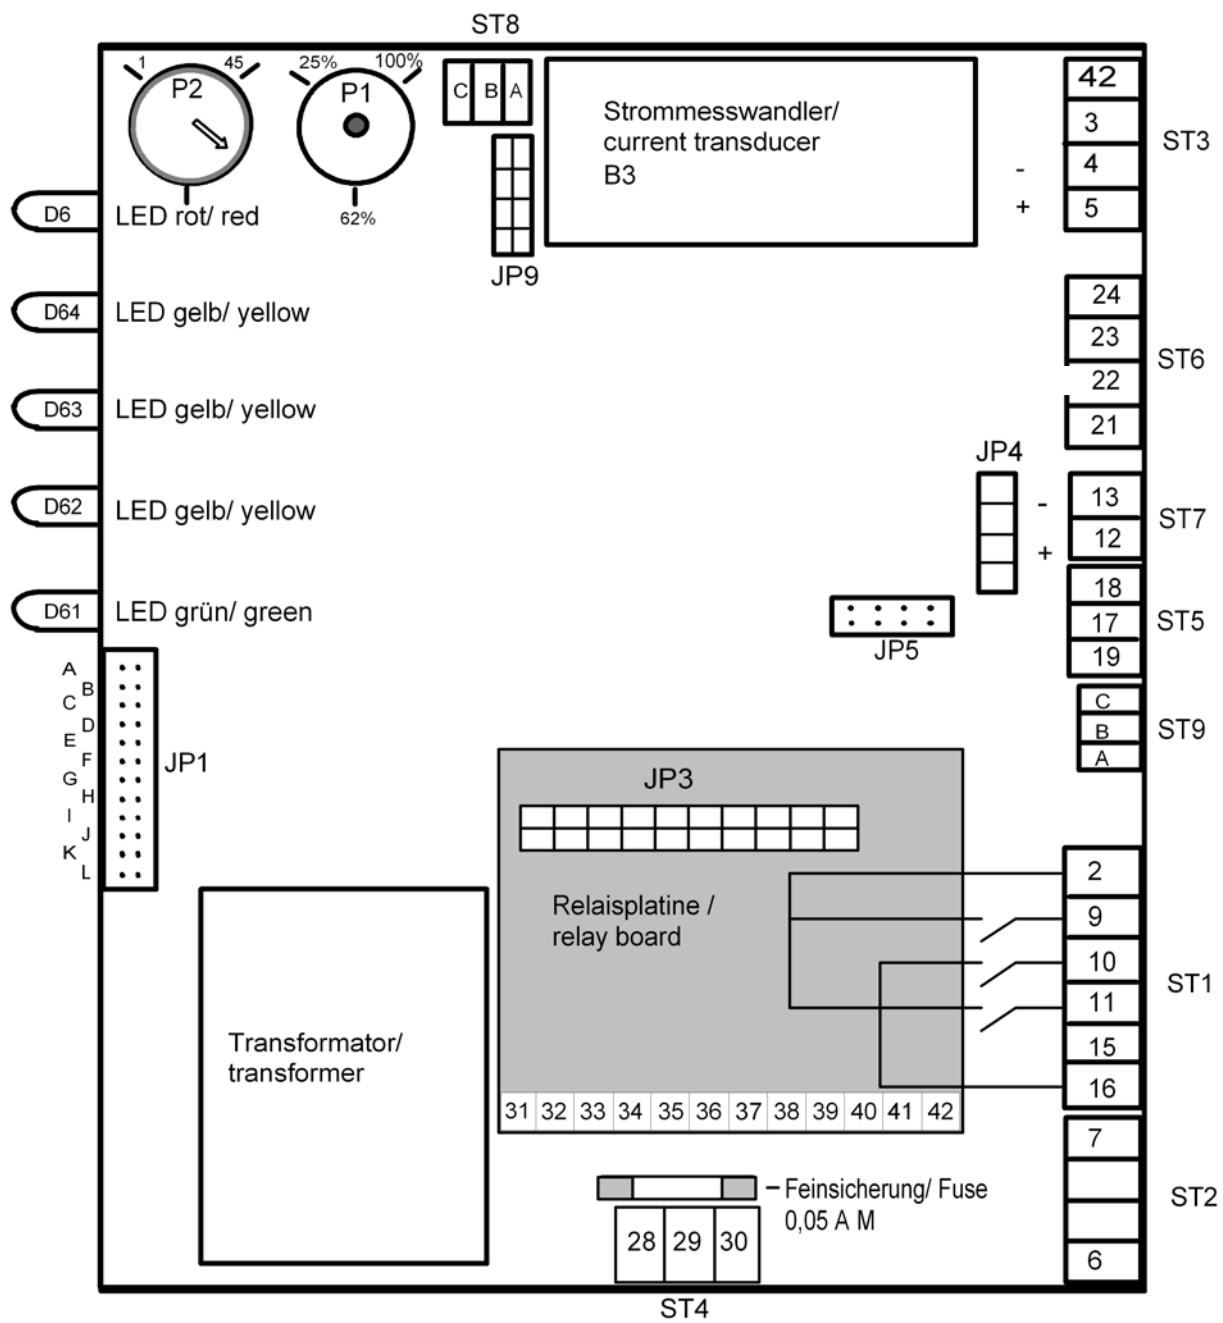 ST8
1
45
P2
25%
100%
P1
62%
C B A
JP9
Strommesswandler/
current transducer
B3
42
3
- 4
+ 5
ST3
D6 LED rot/ red
D64 LED gelb/ yellow
D63 LED gelb/ yellow
D62 LED gelb/ yellow
D61 LED grün/ green
24
23
22
21
ST6
JP4
- 13
+ 12
ST7
18
17
19
ST5
JP5
C
B
A
ST9
A
B
C
D
E
F
G
H
I
J
K
L
JP1
JP3
Relaisplatine /
relay board
2
9
10
11
15
16
ST1
Transformator/
transformer
31 32 33 34 35 36 37 38 39 40 41 42
7
6
ST2
– Feinsicherung/ Fuse
0,05 A M
28 29 30
ST4